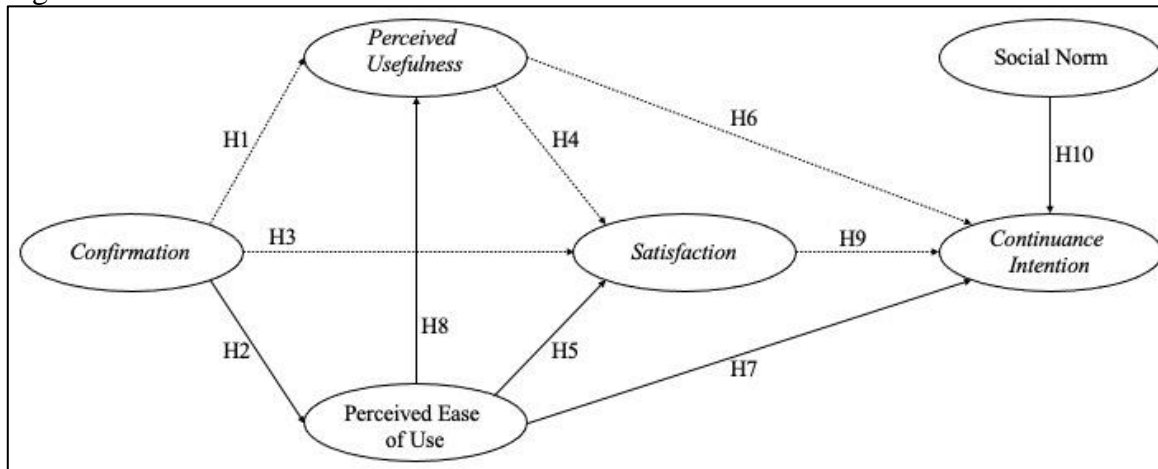 Perceived
Usefulness
Social Norm
H1
H4
H6
H10
Confirmation
H3
Satisfaction
H9
Continuance
Intention
H2
H8
H5
H7
Perceived Ease
of Use